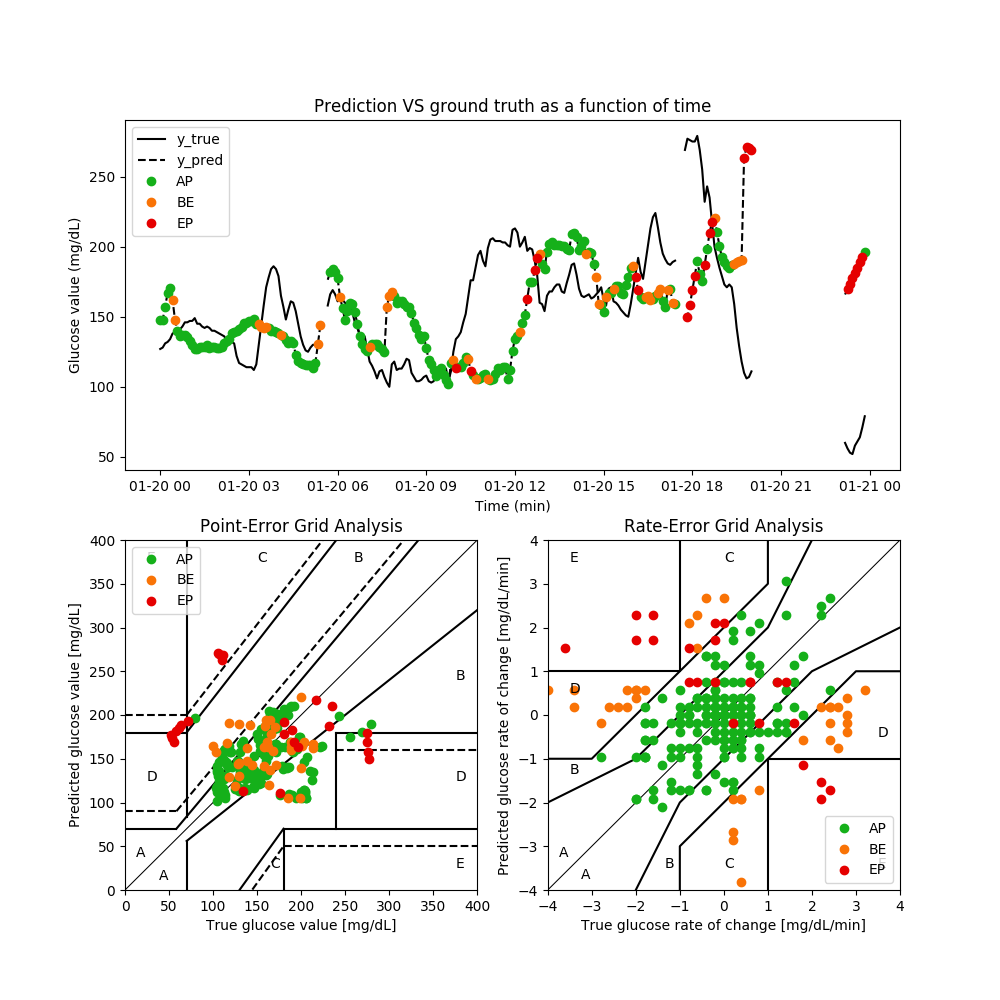 Prediction VS ground truth as a function of time
y_true
y_pred
AP
BE
EP
Glucose value (mg/dL)
250
200
150
100
50
01-20 00 01-20 03 01-20 06 01-20 09 01-20 12 01-20 15 01-20 18 01-20 21 01-21 00
Time (min)
Point-Error Grid Analysis
AP
BE
EP
C
B
B
D
D
A
A
C
E
Predicted glucose value [mg/dL]
400
350
300
250
200
150
100
50
0
0 50 100 150 200 250 300 350 400
True glucose value [mg/dL]
Rate-Error Grid Analysis
E
C
D
D
B
A
A
B
C
AP
BE
EP
Predicted glucose rate of change [mg/dL/min]
4
3
2
1
0
−1
−2
−3
−4
−4 −3 −2 −1 0 1 2 3 4
True glucose rate of change [mg/dL/min]